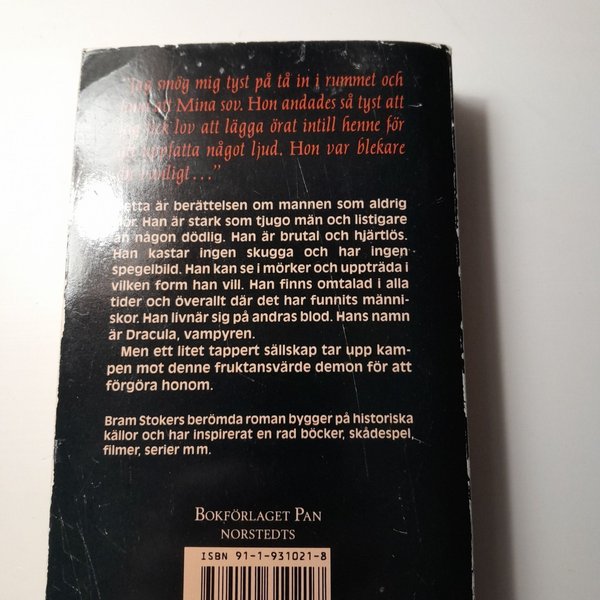 smög mig tyst på tå in i rummet och
Mina sov. Hon andades så tyst att
lov att lägga örat intill henne för
uppfatta något ljud. Hon var blekare
..."
etta är berättelsen om mannen som aldrig
Han är stark som tjugo män och listigare
än någon dödlig. Han är brutal och hjärtlös.
Han kastar ingen skugga och har ingen
spegelbild. Han kan se i mörker och uppträda i
vilken form han vill. Han finns omtalad i alla
tider och överallt där det har funnits männi-
skor. Han livnär sig på andras blod. Hans namn
är Dracula, vampyren.
Men ett litet tappert sällskap tar upp kam-
pen mot denne fruktansvärde demon för att
förgöra honom.
Bram Stokers berömda roman bygger på historiska
källor och har inspirerat en rad böcker, skådespel,
filmer, serier mm.
BOKFÖRLAGET PAN
NORSTEDTS
ISBN 91-1-931021-8